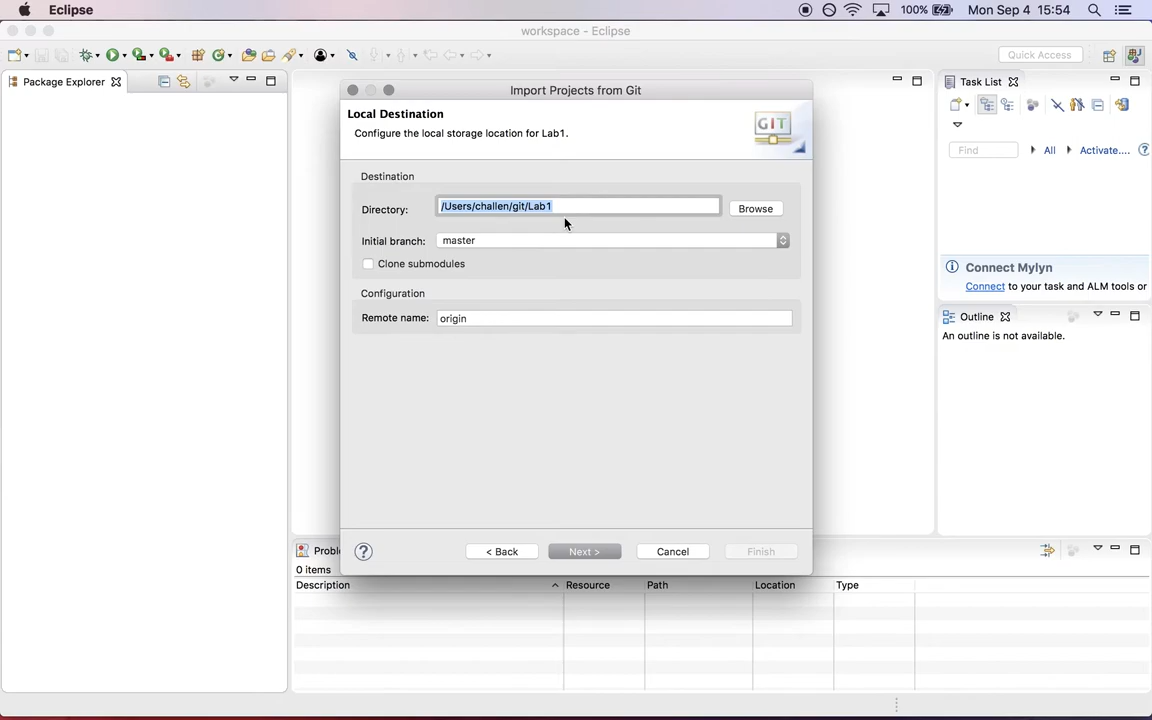 Eclipse
100%
Mon Sep 4 15:54
workspace - Eclipse
Quick Access
Package Explorer
Import Projects from Git
Local Destination
Configure the local storage location for Lab1.
GIT
Destination
Directory:
/Users/challen/git/Lab1
Browse
Initial branch:
master
Clone submodules
Configuration
Remote name:
origin
?
< Back
Next >
Cancel
Finish
Task List
Find
All
Activate....
?
Connect Mylyn
Connect to your task and ALM tools or
Outline
An outline is not available.
Proble
0 items
Description
Resource
Path
Location
Type